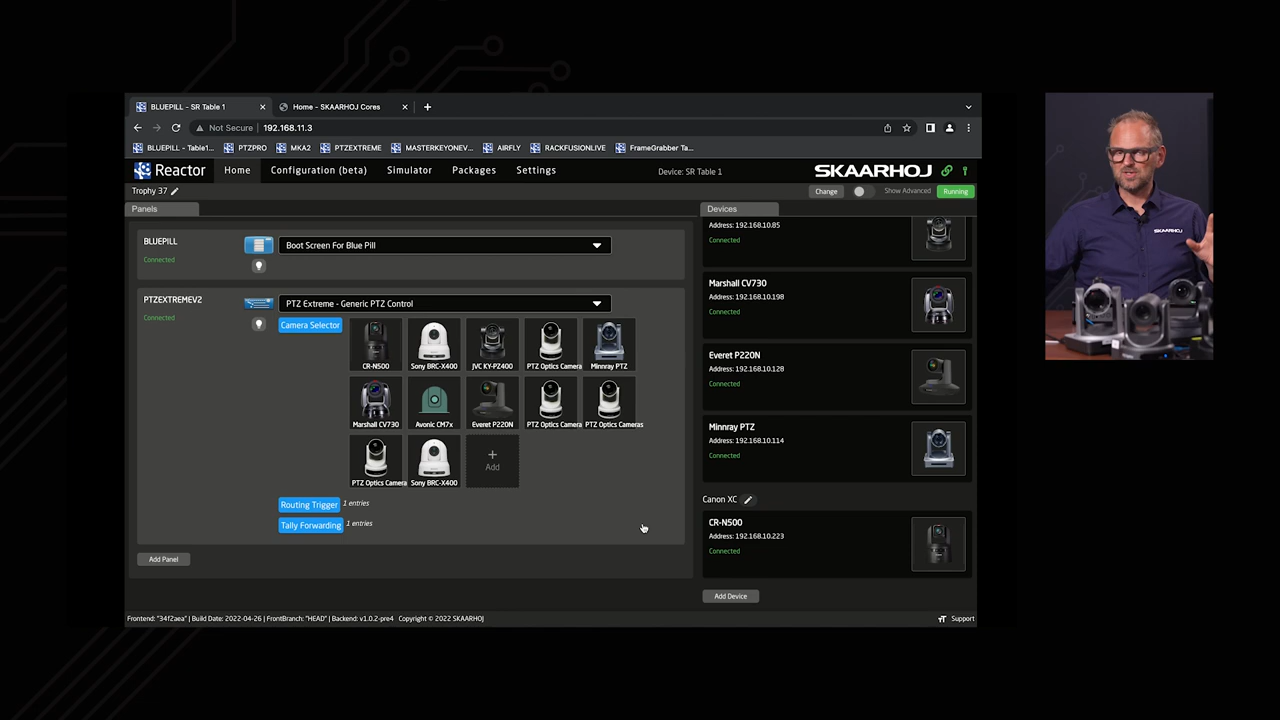 BLUEPILL - SR Table 1
Home - SKAARHOJ Cores
Not Secure
192.168.11.3
BLUEPILL - Table1...
PTZPRO
MKA2
PTZEXTREME
MASTERKEYONEV...
AIRFLY
RACKFUSIONLIVE
FrameGrabber Ta...
Reactor
Home
Configuration (beta)
Simulator
Packages
Settings
Device: SR Table 1
SKAARHOJ
Trophy 37
Change
Show Advanced
Running
Panels
BLUEPILL
Connected
Boot Screen For Blue Pill
PTZEXTREMEV2
Connected
PTZ Extreme - Generic PTZ Control
Camera Selector
CR-N500
Sony BRC-X400
JVC KY-PZ400
PTZ Optics Camera
Minnray PTZ
Marshall CV730
Avonic CM7x
Everet P220N
PTZ Optics Camera
PTZ Optics Cameras
PTZ Optics Camera
Sony BRC-X400
+
Add
Routing Trigger
1 entries
Tally Forwarding
1 entries
Add Panel
Devices
Address: 192.168.10.85
Connected
Marshall CV730
Address: 192.168.10.198
Connected
Everet P220N
Address: 192.168.10.128
Connected
Minnray PTZ
Address: 192.168.10.114
Connected
Canon XC
CR-N500
Address: 192.168.10.223
Connected
Add Device
Frontend: "34f2aea" | Build Date: 2022-04-26 | FrontBranch: "HEAD" | Backend: v1.0.2-pre4 Copyright © 2022 SKAARHOJ
Support
SKAARHOJ